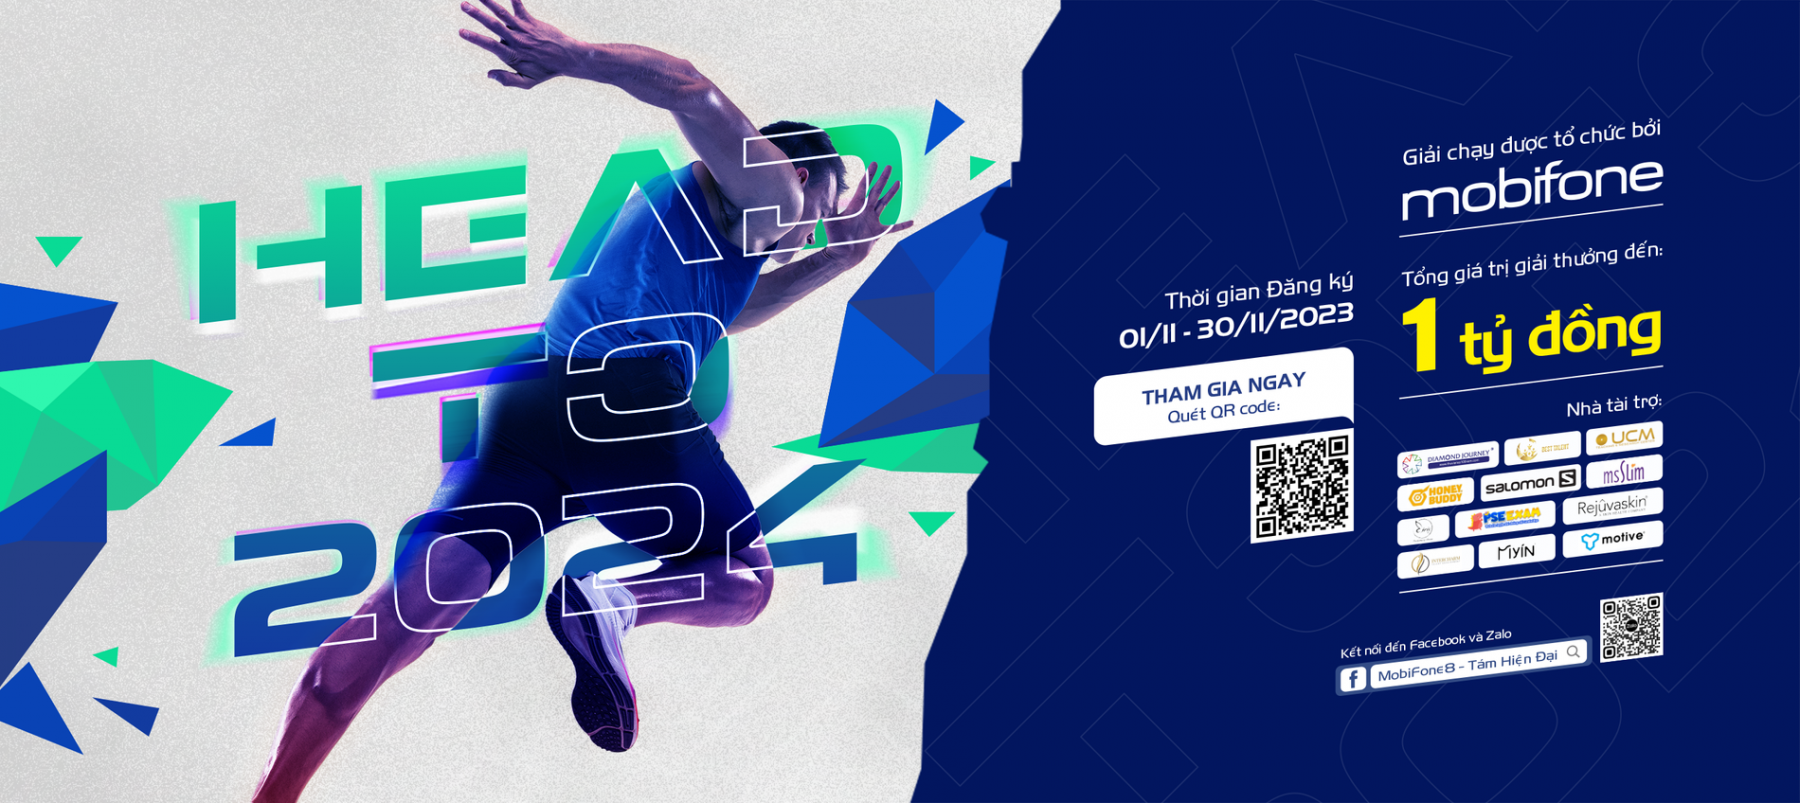 HEAD
TO
2024
Thời gian Đăng ký
01/11 - 30/11/2023
THAM GIA NGAY
Quét QR code:
Giải chạy được tổ chức bởi
mobifone
Tổng giá trị giải thưởng đến:
1 tỷ đồng
Nhà tài trợ:
DIAMOND JOURNEY
UCM
HONEY BUDDY
SALOMON S
msSlim
PSE EXAM
Rejûvaskin
MYIN
motive
Kết nối đến Facebook và Zalo
f MobiFone8 - Tám Hiện Đại
Zalo